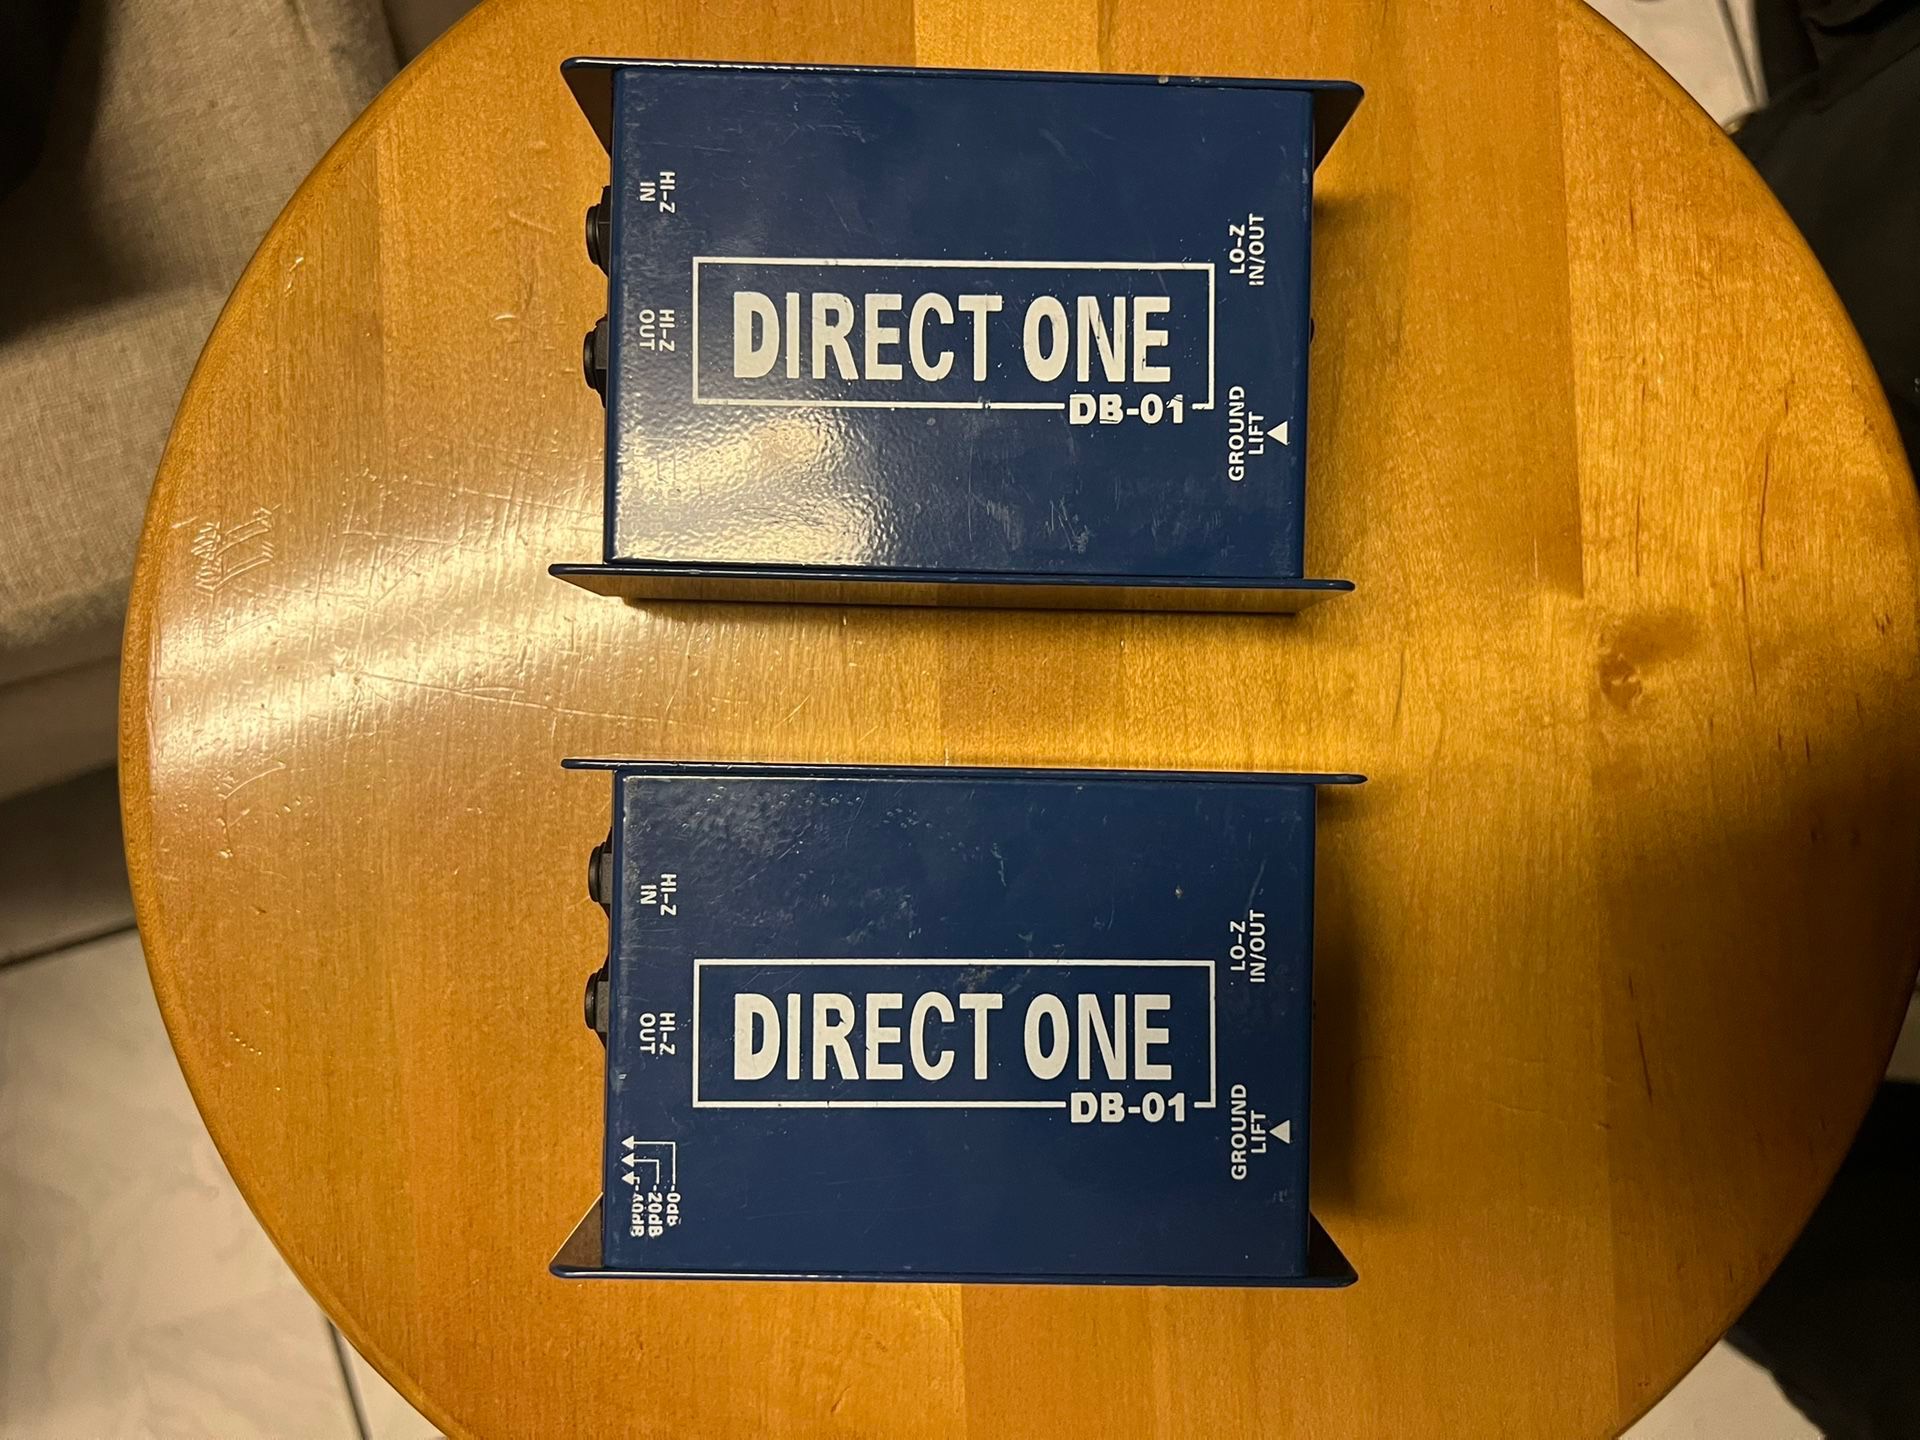 HI-Z
IN
HI-Z
OUT
DIRECT ONE
DB-01
LO-Z
IN/OUT
GROUND
LIFT
HI-Z
IN
HI-Z
OUT
DIRECT ONE
DB-01
LO-Z
IN/OUT
GROUND
LIFT
-0dB
-20dB
-40dB